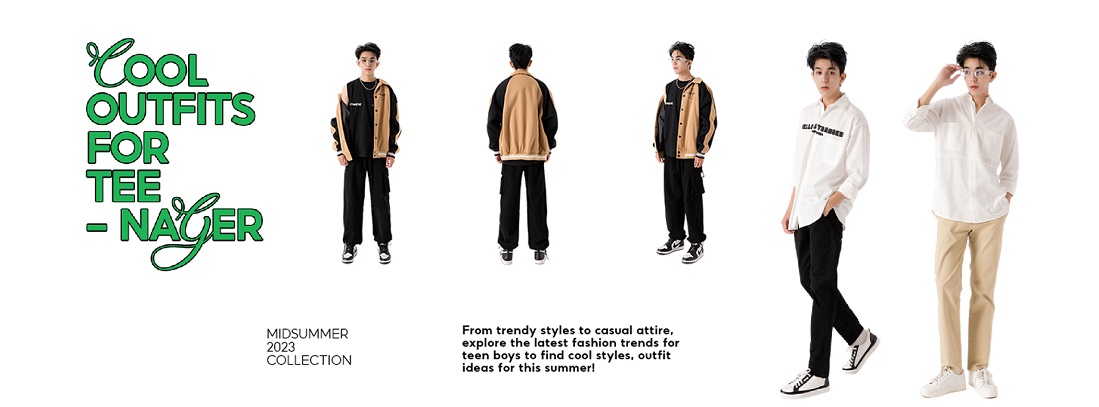 COOL
OUTFITS
FOR
TEE
- NAGER
MIDSUMMER
2023
COLLECTION
From trendy styles to casual attire,
explore the latest fashion trends for
teen boys to find cool styles, outfit
ideas for this summer!